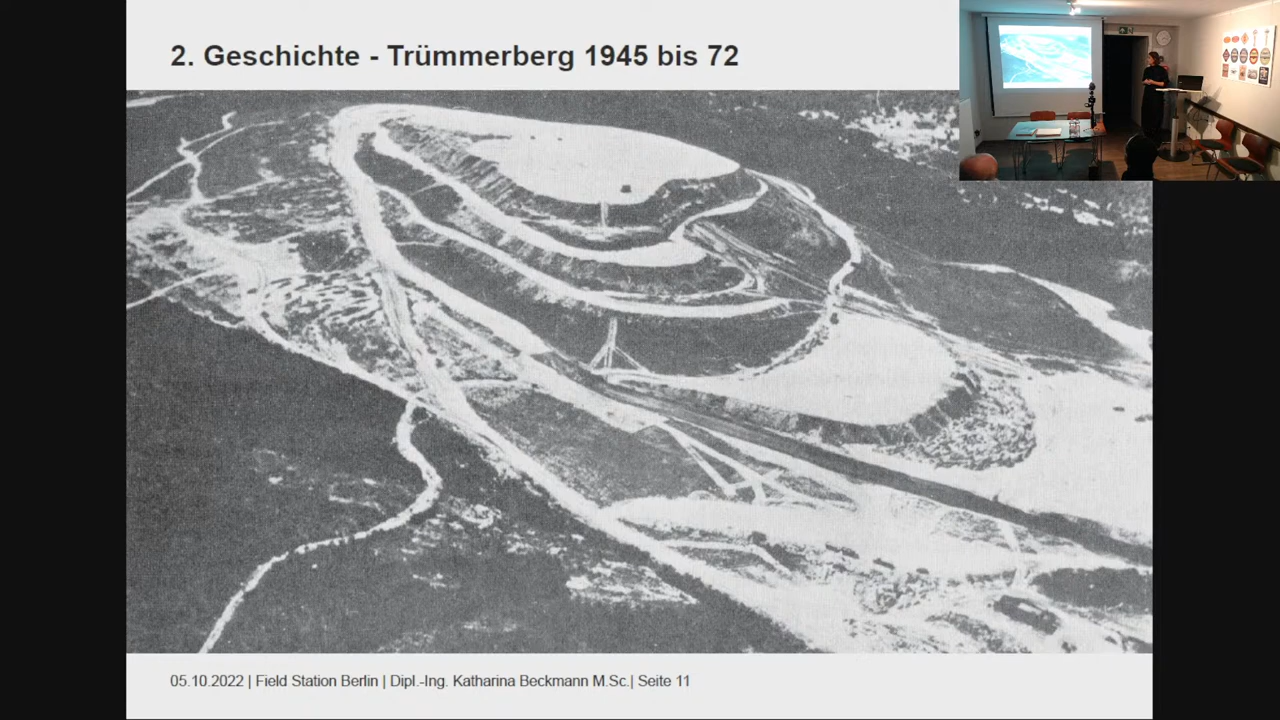 2. Geschichte - Trümmerberg 1945 bis 72
05.10.2022 | Field Station Berlin | Dipl.-Ing. Katharina Beckmann M.Sc.| Seite 11